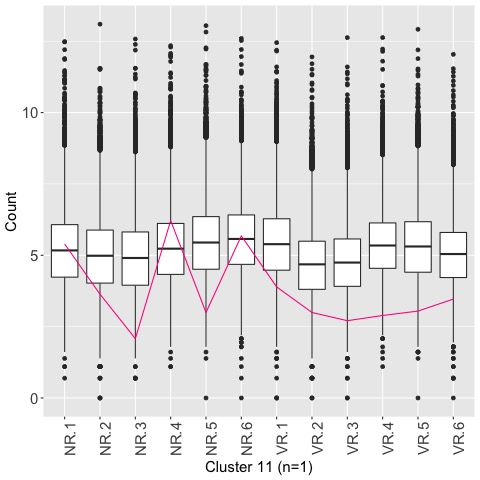 Count
10
5
0
NR.1
NR.2
NR.3
NR.4
NR.5
NR.6
VR.1
VR.2
VR.3
VR.4
VR.5
VR.6
Cluster 11 (n=1)